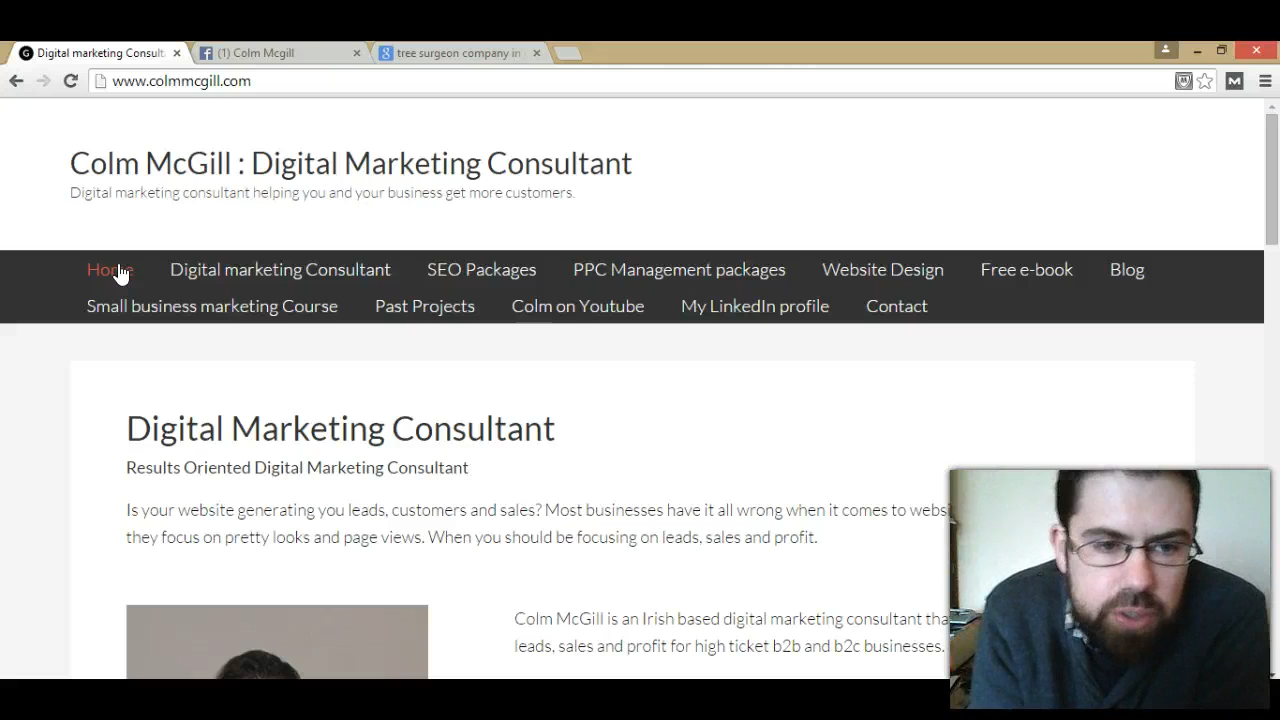 Digital marketing Consult
(1) Colm Mcgill
tree surgeon company in
www.colmmcgill.com
Colm McGill : Digital Marketing Consultant
Digital marketing consultant helping you and your business get more customers.
Home Digital marketing Consultant SEO Packages PPC Management packages Website Design Free e-book Blog
Small business marketing Course Past Projects Colm on Youtube My LinkedIn profile Contact
Digital Marketing Consultant
Results Oriented Digital Marketing Consultant
Is your website generating you leads, customers and sales? Most businesses have it all wrong when it comes to
they focus on pretty looks and page views. When you should be focusing on leads, sales and profit.
Colm McGill is an Irish based digital marketing consultant
leads, sales and profit for high ticket b2b and b2c businesses.